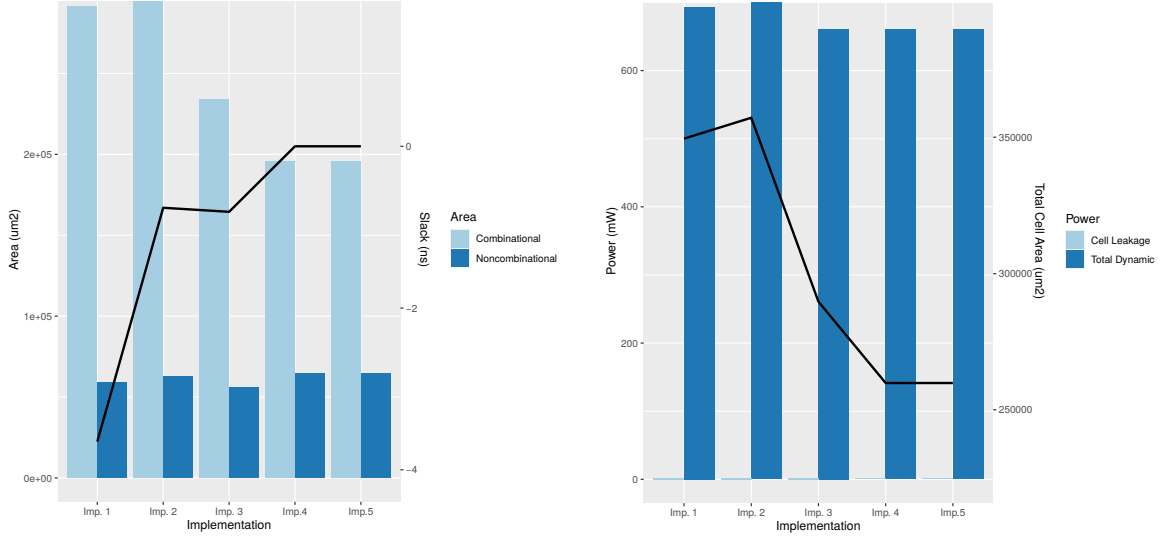 2e+05
1e+05
0e+00
Area (um2)
0
−2
−4
Slack (ns)
Imp. 1
Imp. 2
Imp. 3
Imp.4
Imp.5
Implementation
Area
Combinational
Noncombinational
600
400
200
0
Power (mW)
350000
300000
250000
Total Cell Area (um2)
Imp. 1
Imp. 2
Imp. 3
Imp. 4
Imp.5
Implementation
Power
Cell Leakage
Total Dynamic